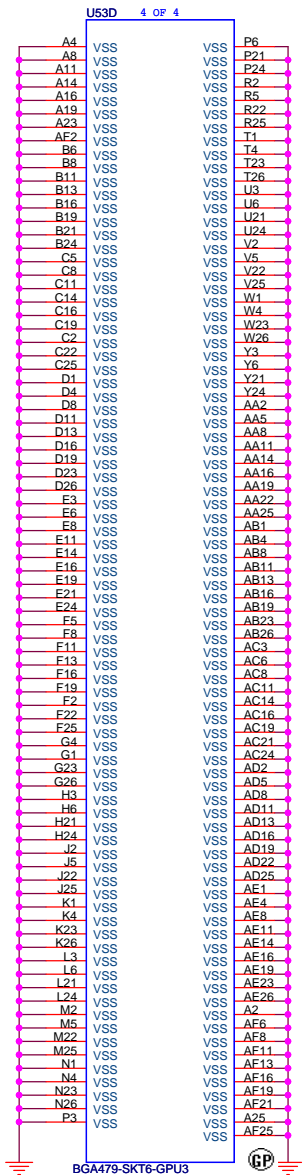 U53D 4 OF 4
A4 VSS VSS P6
A8 VSS VSS P21
A11 VSS VSS P24
A14 VSS VSS R2
A16 VSS VSS R5
A19 VSS VSS R22
A23 VSS VSS R25
AF2 VSS VSS T1
B6 VSS VSS T4
B8 VSS VSS T23
B11 VSS VSS T26
B13 VSS VSS U3
B16 VSS VSS U6
B19 VSS VSS U21
B21 VSS VSS U24
B24 VSS VSS V2
C5 VSS VSS V5
C8 VSS VSS V22
C11 VSS VSS V25
C14 VSS VSS W1
C16 VSS VSS W4
C19 VSS VSS W23
C2 VSS VSS W26
C22 VSS VSS Y3
C25 VSS VSS Y6
D1 VSS VSS Y21
D4 VSS VSS Y24
D8 VSS VSS AA2
D11 VSS VSS AA5
D13 VSS VSS AA8
D16 VSS VSS AA11
D19 VSS VSS AA14
D23 VSS VSS AA16
D26 VSS VSS AA19
E3 VSS VSS AA22
E6 VSS VSS AA25
E8 VSS VSS AB1
E11 VSS VSS AB4
E14 VSS VSS AB8
E16 VSS VSS AB11
E19 VSS VSS AB13
E21 VSS VSS AB16
E24 VSS VSS AB19
F5 VSS VSS AB23
F8 VSS VSS AB26
F11 VSS VSS AC3
F13 VSS VSS AC6
F16 VSS VSS AC8
F19 VSS VSS AC11
F2 VSS VSS AC14
F22 VSS VSS AC16
F25 VSS VSS AC19
G4 VSS VSS AC21
G1 VSS VSS AC24
G23 VSS VSS AD2
G26 VSS VSS AD5
H3 VSS VSS AD8
H6 VSS VSS AD11
H21 VSS VSS AD13
H24 VSS VSS AD16
J2 VSS VSS AD19
J5 VSS VSS AD22
J22 VSS VSS AD25
J25 VSS VSS AE1
K1 VSS VSS AE4
K4 VSS VSS AE8
K23 VSS VSS AE11
K26 VSS VSS AE14
L3 VSS VSS AE16
L6 VSS VSS AE19
L21 VSS VSS AE23
L24 VSS VSS AE26
M2 VSS VSS A2
M5 VSS VSS AF6
M22 VSS VSS AF8
M25 VSS VSS AF11
N1 VSS VSS AF13
N4 VSS VSS AF16
N23 VSS VSS AF19
N26 VSS VSS AF21
P3 VSS VSS A25
VSS AF25
GP
BGA479-SKT6-GPU3